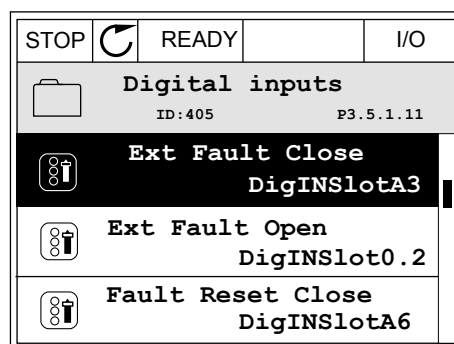 STOP READY I/O
Digital inputs
ID:405 P3.5.1.11
Ext Fault Close
DigINSlotA3
Ext Fault Open
DigINSlot0.2
Fault Reset Close
DigINSlotA6